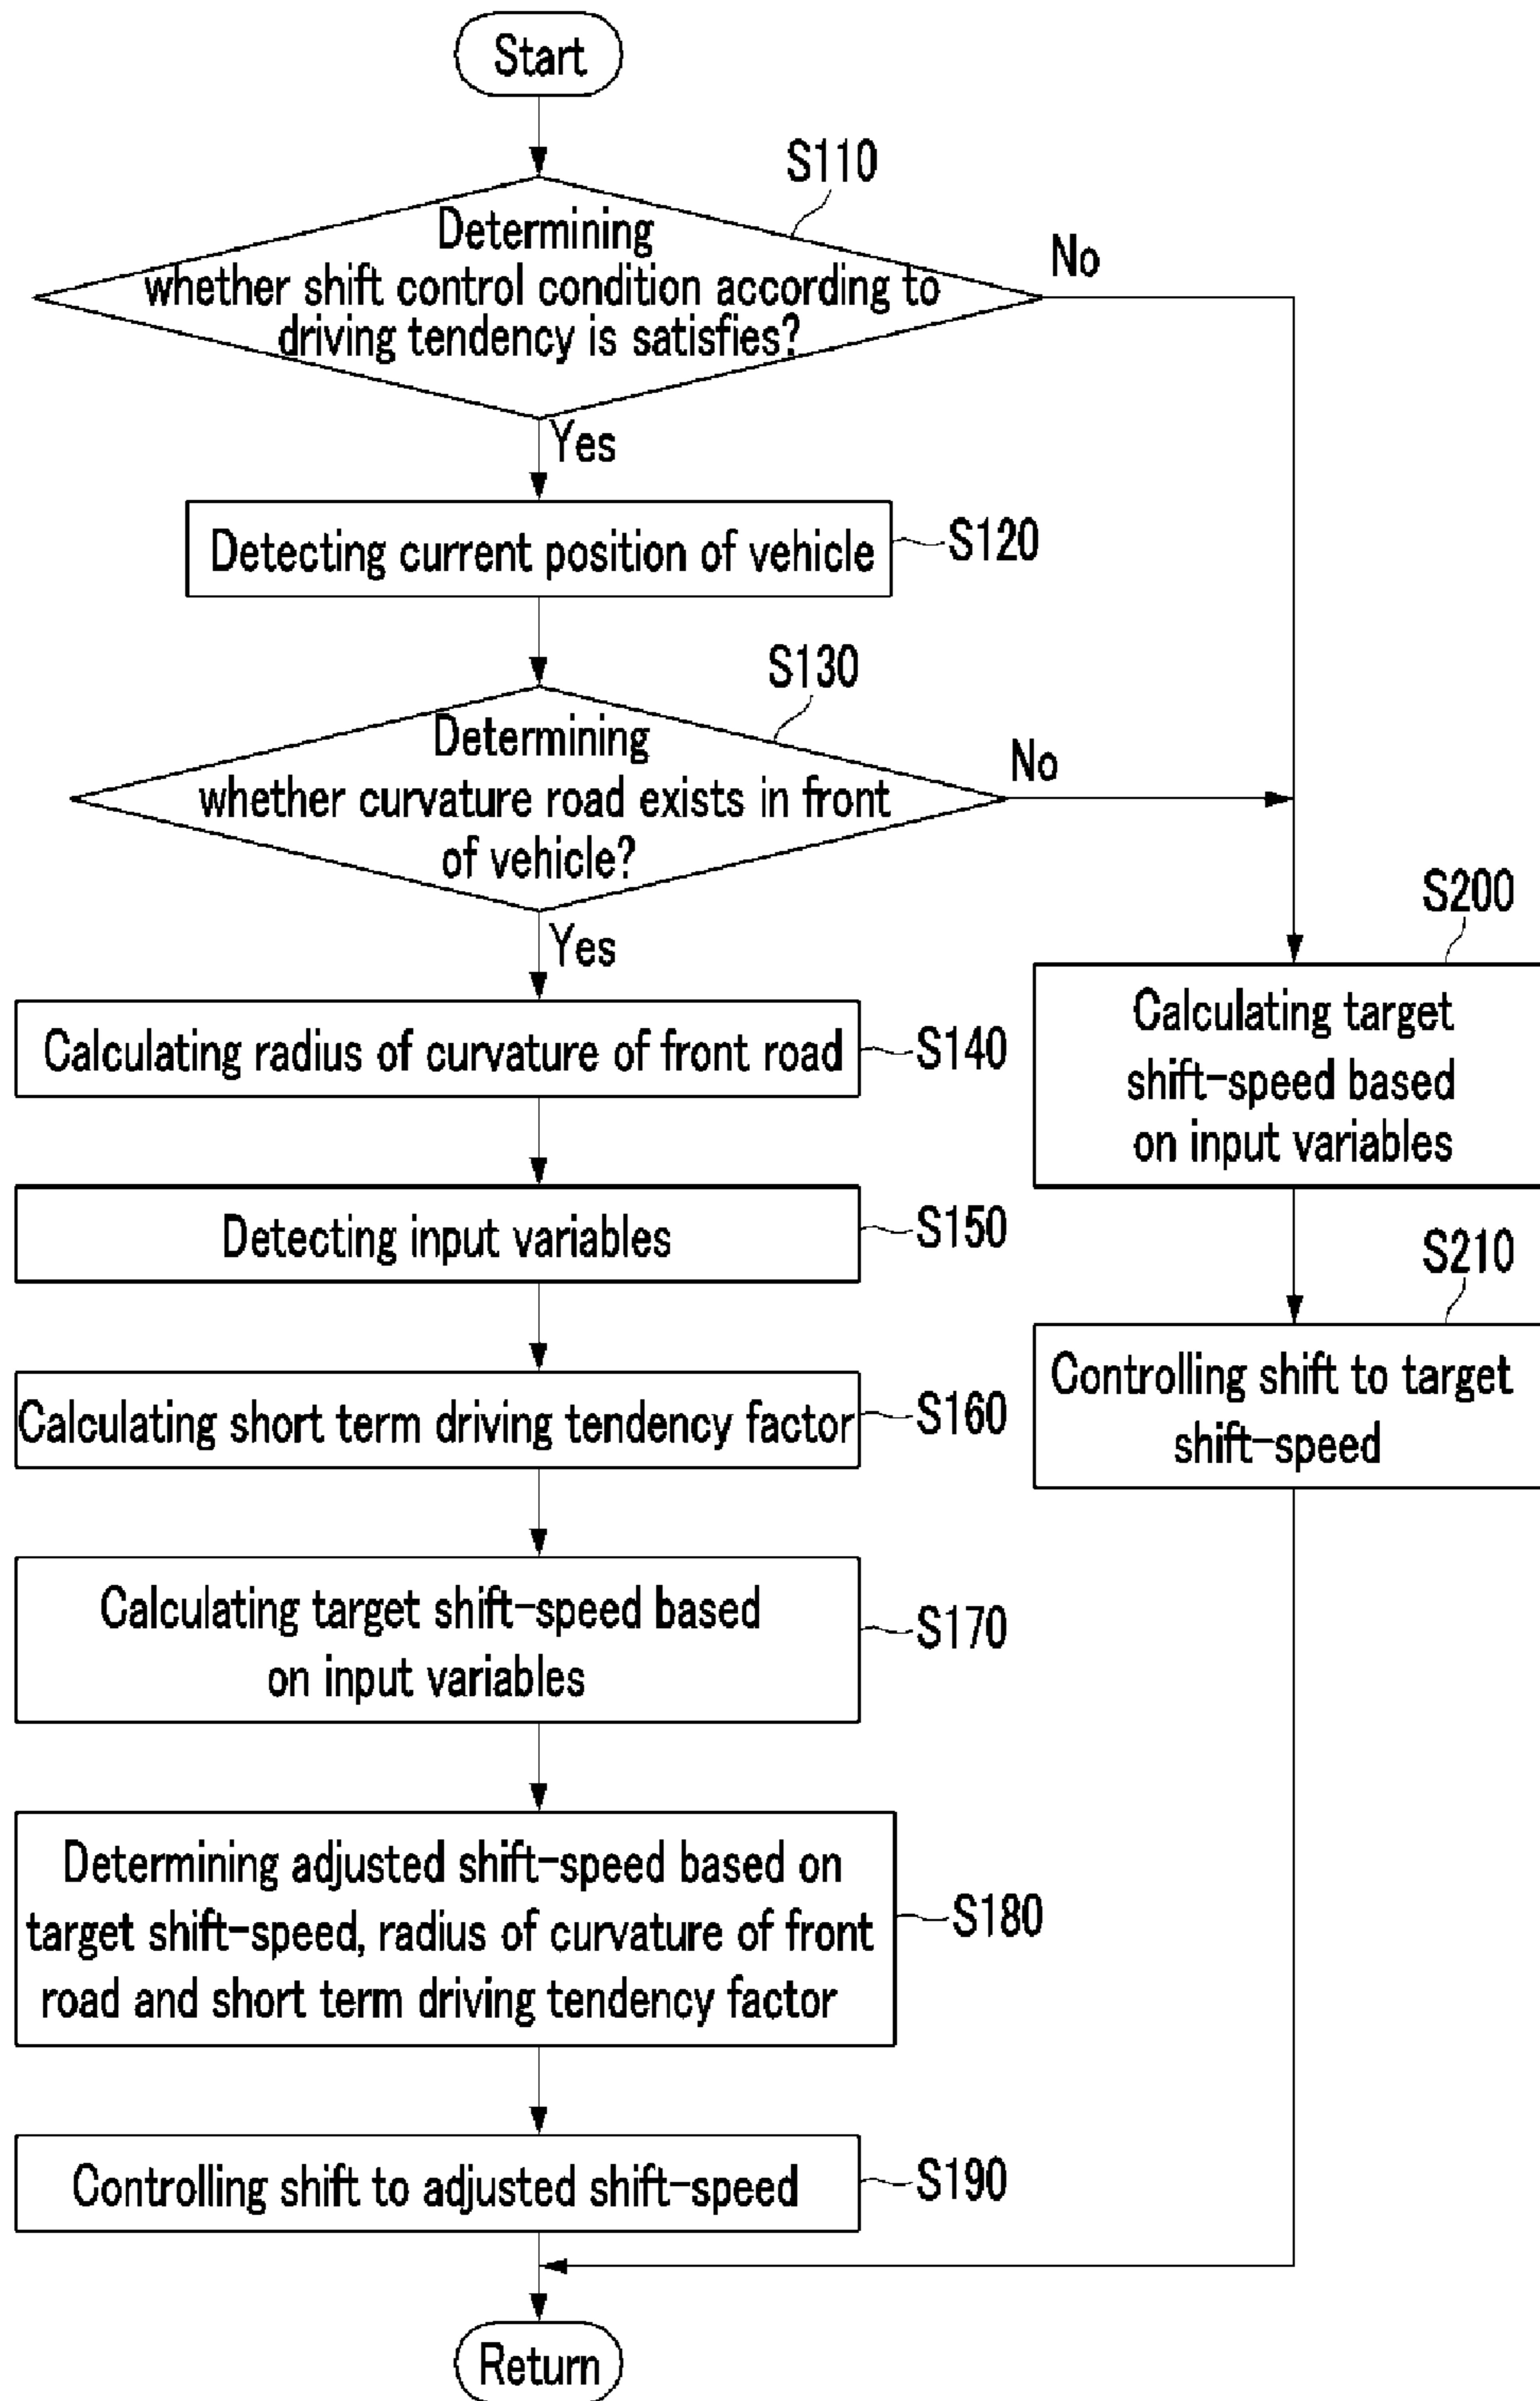 Start
S110
Determining
whether shift control condition according to
driving tendency is satisfies?
No
Yes
Detecting current position of vehicle
S120
S130
Determining
whether curvature road exists in front
of vehicle?
No
Yes
Calculating radius of curvature of front road
S140
Detecting input variables
S150
Calculating short term driving tendency factor
S160
Calculating target shift-speed based
on input variables
S170
Determining adjusted shift-speed based on
target shift-speed, radius of curvature of front
road and short term driving tendency factor
S180
Controlling shift to adjusted shift-speed
S190
S200
Calculating target
shift-speed based
on input variables
S210
Controlling shift to target
shift-speed
Return